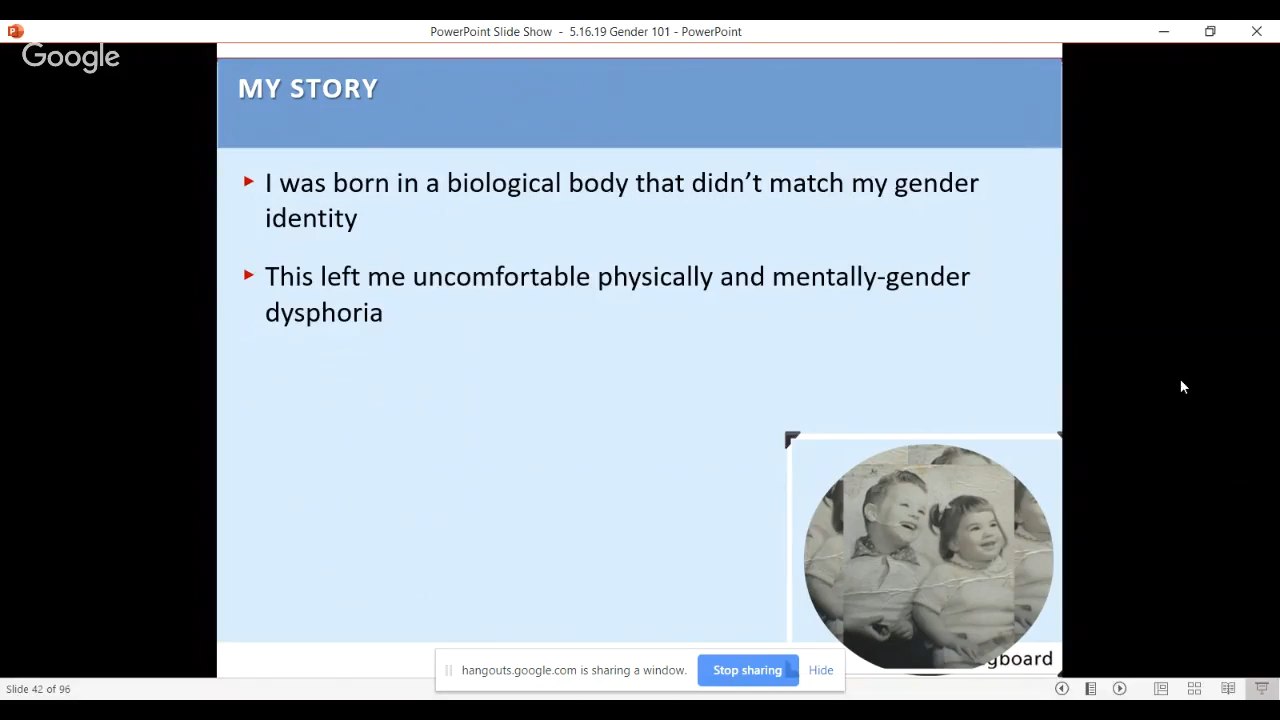 PowerPoint Slide Show - 5.16.19 Gender 101 - PowerPoint
Google
MY STORY
I was born in a biological body that didn’t match my gender
identity
This left me uncomfortable physically and mentally-gender
dysphoria
hangouts.google.com is sharing a window.
Stop sharing
Hide
Slide 42 of 96